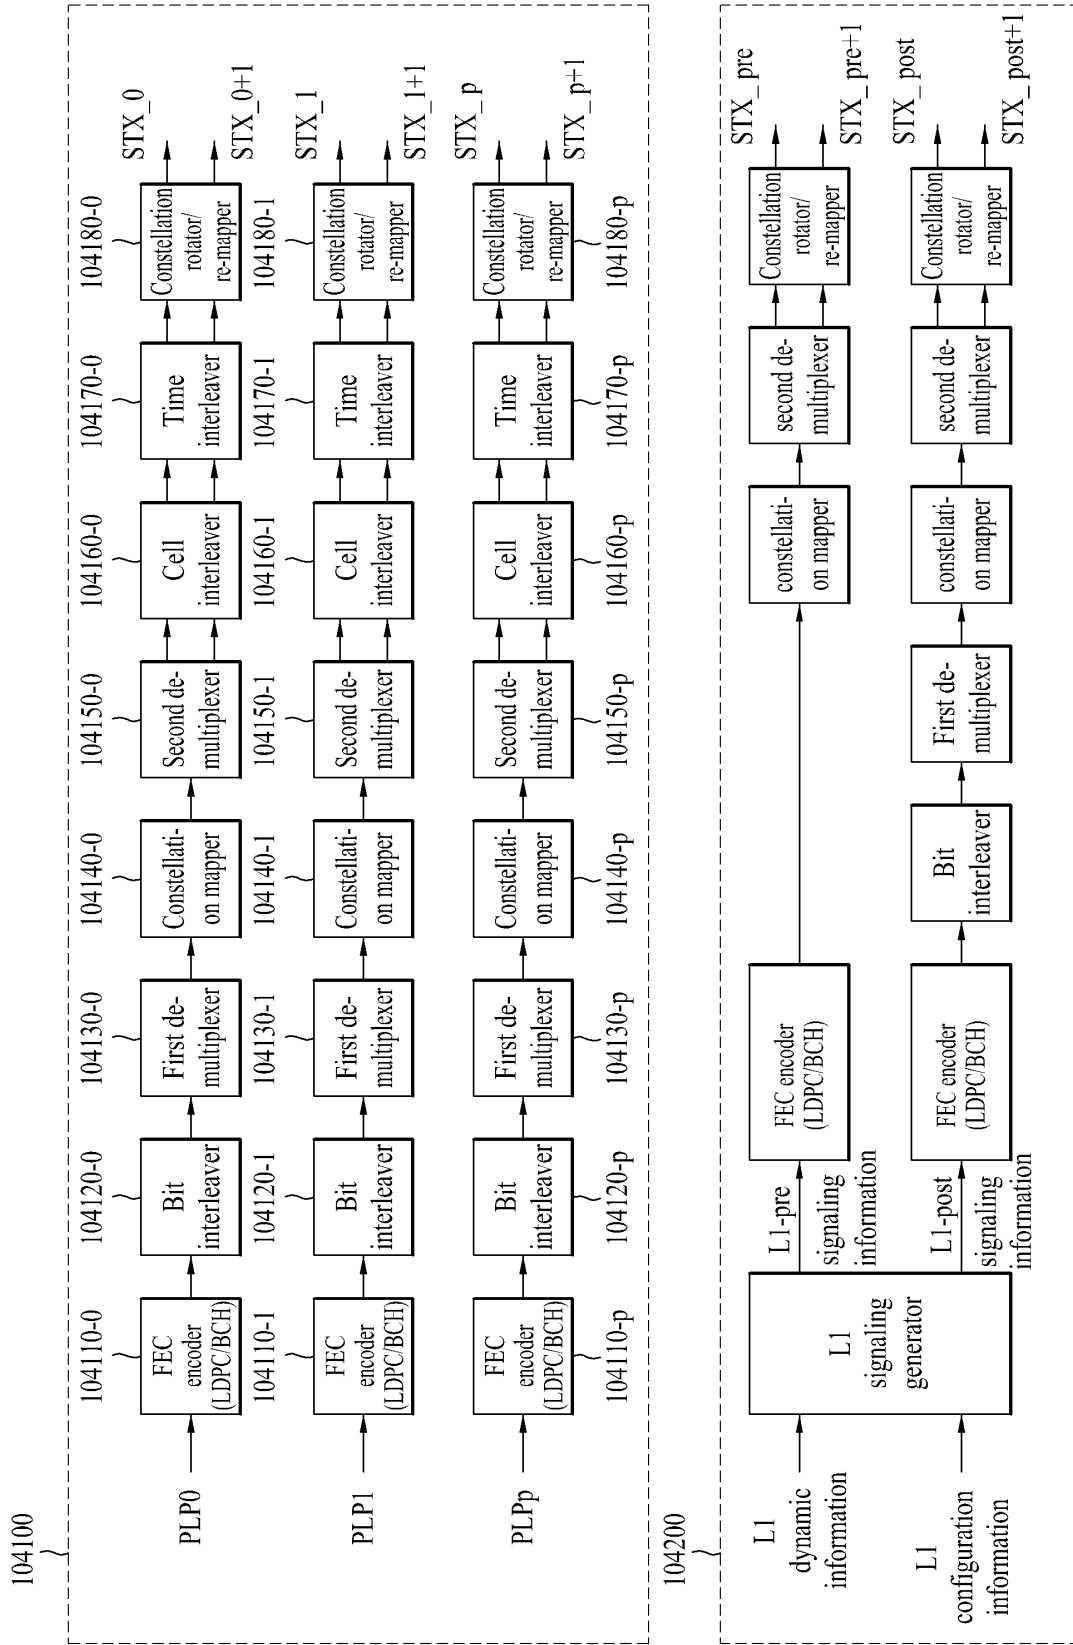 104100
PLP0
104110-0
FEC
encoder
(LDPC/BCH)
104120-0
Bit
interleaver
104130-0
First de-
multiplexer
104140-0
Constellati-
on mapper
104150-0
Second de-
multiplexer
104160-0
Cell
interleaver
104170-0
Time
interleaver
104180-0
Constellation
rotator/
re-mapper
STX_0
STX_0+1
PLP1
104110-1
FEC
encoder
(LDPC/BCH)
104120-1
Bit
interleaver
104130-1
First de-
multiplexer
104140-1
Constellati-
on mapper
104150-1
Second de-
multiplexer
104160-1
Cell
interleaver
104170-1
Time
interleaver
104180-1
Constellation
rotator/
re-mapper
STX_1
STX_1+1
PLPp
FEC
encoder
(LDPC/BCH)
104110-p
Bit
interleaver
104120-p
First de-
multiplexer
104130-p
Constellati-
on mapper
104140-p
Second de-
multiplexer
104150-p
Cell
interleaver
104160-p
Time
interleaver
104170-p
Constellation
rotator/
re-mapper
104180-p
STX_p
STX_p+1
104200
L1
dynamic
information
L1
configuration
information
L1
signaling
generator
L1-pre
signaling
information
FEC encoder
(LDPC/BCH)
constellati-
on mapper
second de-
multiplexer
Constellation
rotator/
re-mapper
STX_pre
STX_pre+1
L1-post
signaling
information
FEC encoder
(LDPC/BCH)
Bit
interleaver
First de-
multiplexer
constellati-
on mapper
second de-
multiplexer
Constellation
rotator/
re-mapper
STX_post
STX_post+1